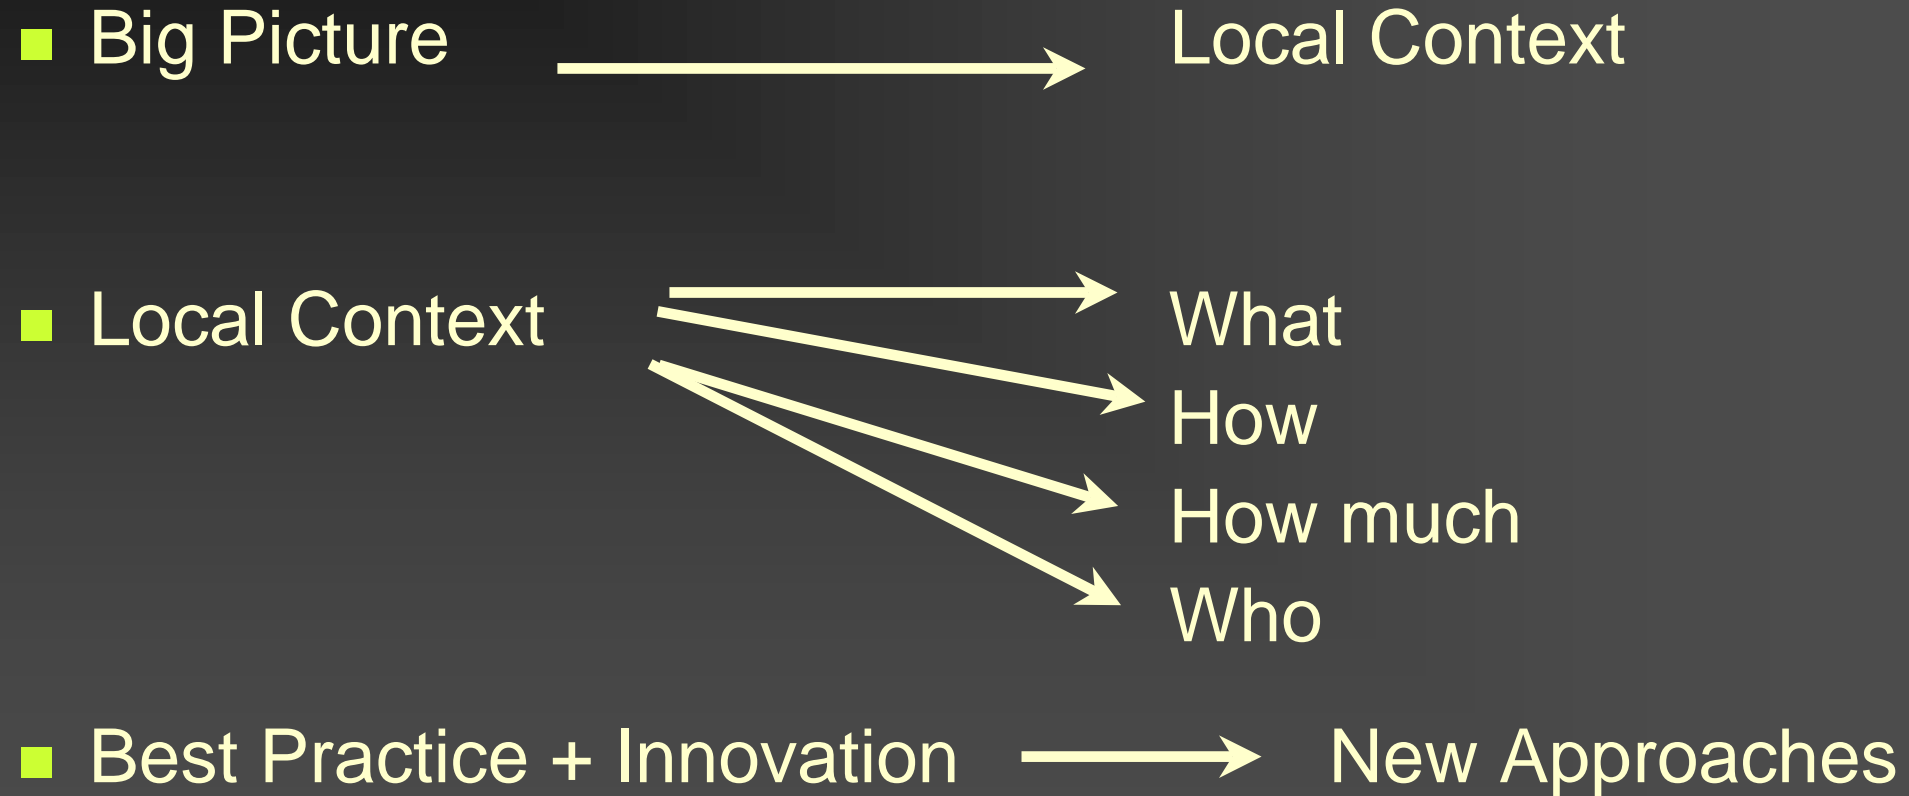 Big Picture Local Context
Local Context What
How
How much
Who
Best Practice + Innovation New Approaches